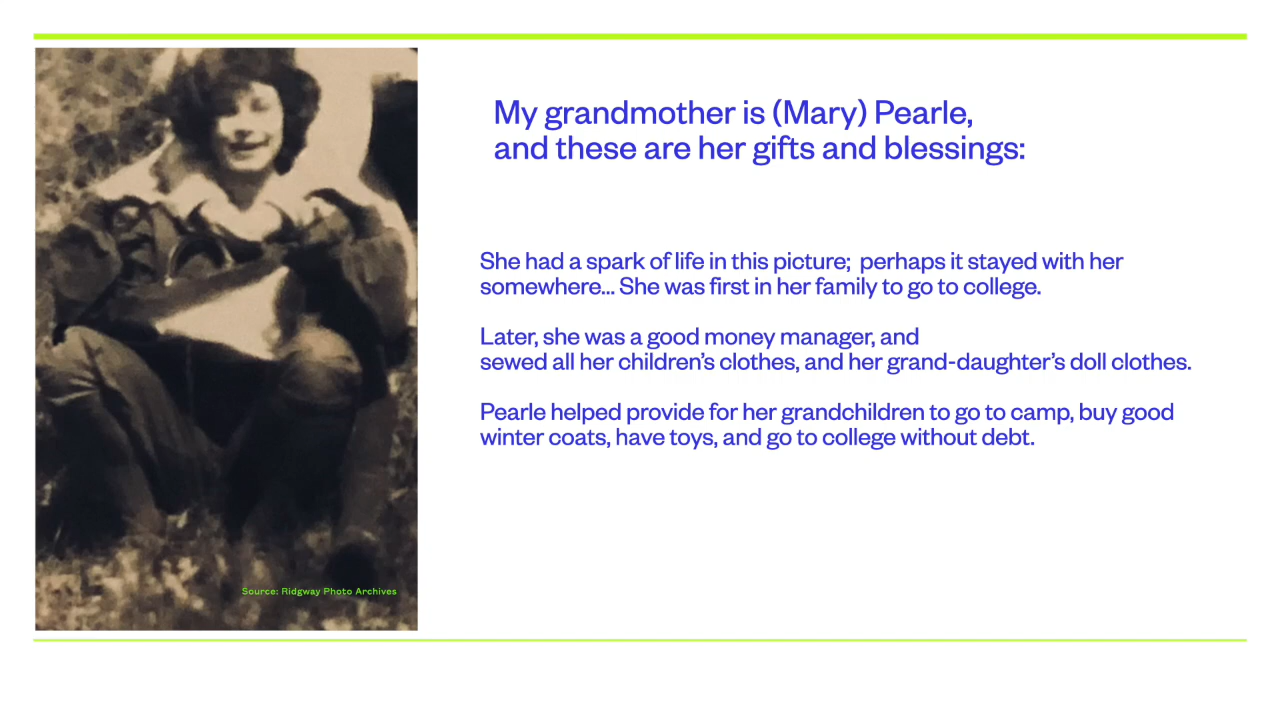 My grandmother is (Mary) Pearle,
and these are her gifts and blessings:
She had a spark of life in this picture;  perhaps it stayed with her
somewhere... She was first in her family to go to college.
Later, she was a good money manager, and
sewed all her children’s clothes, and her grand-daughter’s doll clothes.
Pearle helped provide for her grandchildren to go to camp, buy good
winter coats, have toys, and go to college without debt.
Source: Ridgway Photo Archives